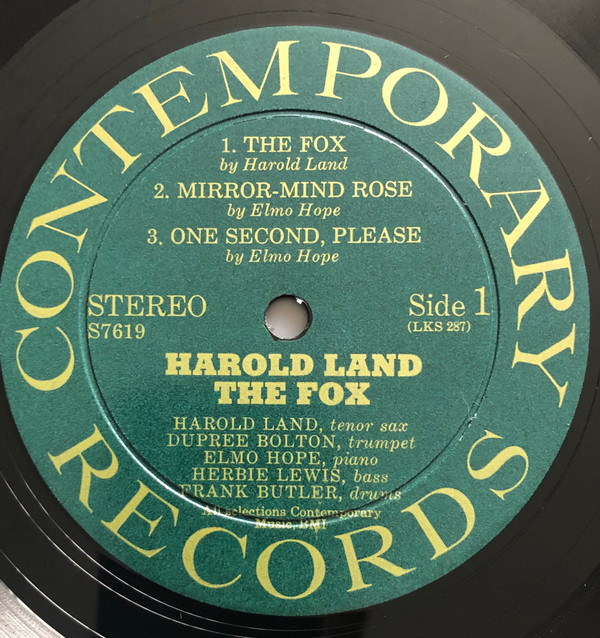 CONTEMPORARY
1. THE FOX
by Harold Land
2. MIRROR-MIND ROSE
by Elmo Hope
3. ONE SECOND, PLEASE
by Elmo Hope
STEREO
S7619
Side 1
(LKS 287)
HAROLD LAND
THE FOX
HAROLD LAND, tenor sax
DUPREE BOLTON, trumpet
ELMO HOPE, piano
HERBIE LEWIS, bass
FRANK BUTLER, drums
All selections Contemporary
Music, BMI
RECORDS